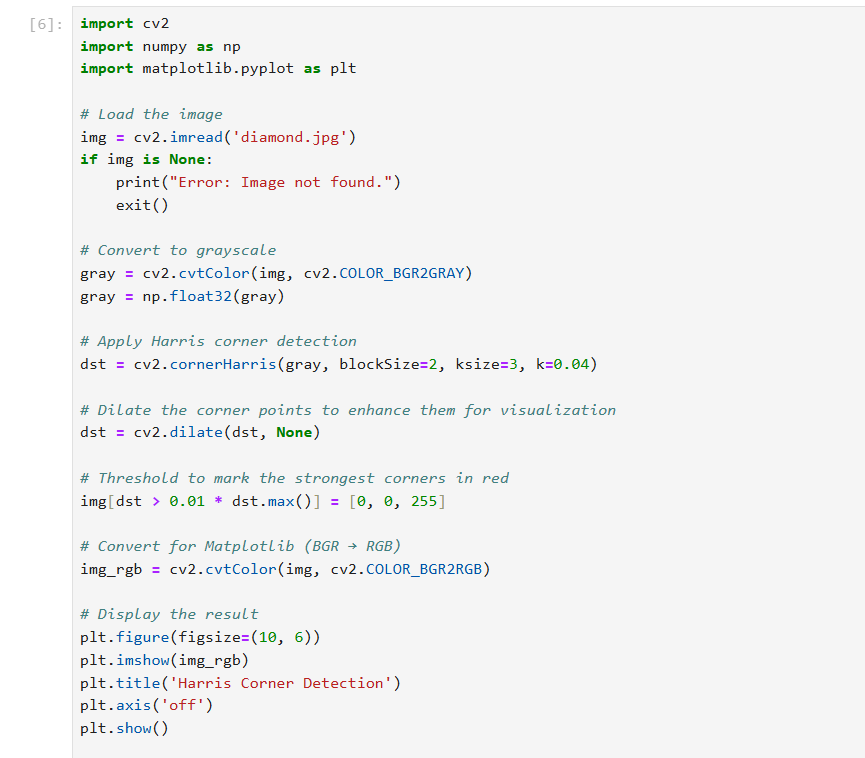 [6]: import cv2
import numpy as np
import matplotlib.pyplot as plt

# Load the image
img = cv2.imread('diamond.jpg')
if img is None:
    print("Error: Image not found.")
    exit()

# Convert to grayscale
gray = cv2.cvtColor(img, cv2.COLOR_BGR2GRAY)
gray = np.float32(gray)

# Apply Harris corner detection
dst = cv2.cornerHarris(gray, blockSize=2, ksize=3, k=0.04)

# Dilate the corner points to enhance them for visualization
dst = cv2.dilate(dst, None)

# Threshold to mark the strongest corners in red
img[dst > 0.01 * dst.max()] = [0, 0, 255]

# Convert for Matplotlib (BGR → RGB)
img_rgb = cv2.cvtColor(img, cv2.COLOR_BGR2RGB)

# Display the result
plt.figure(figsize=(10, 6))
plt.imshow(img_rgb)
plt.title('Harris Corner Detection')
plt.axis('off')
plt.show()